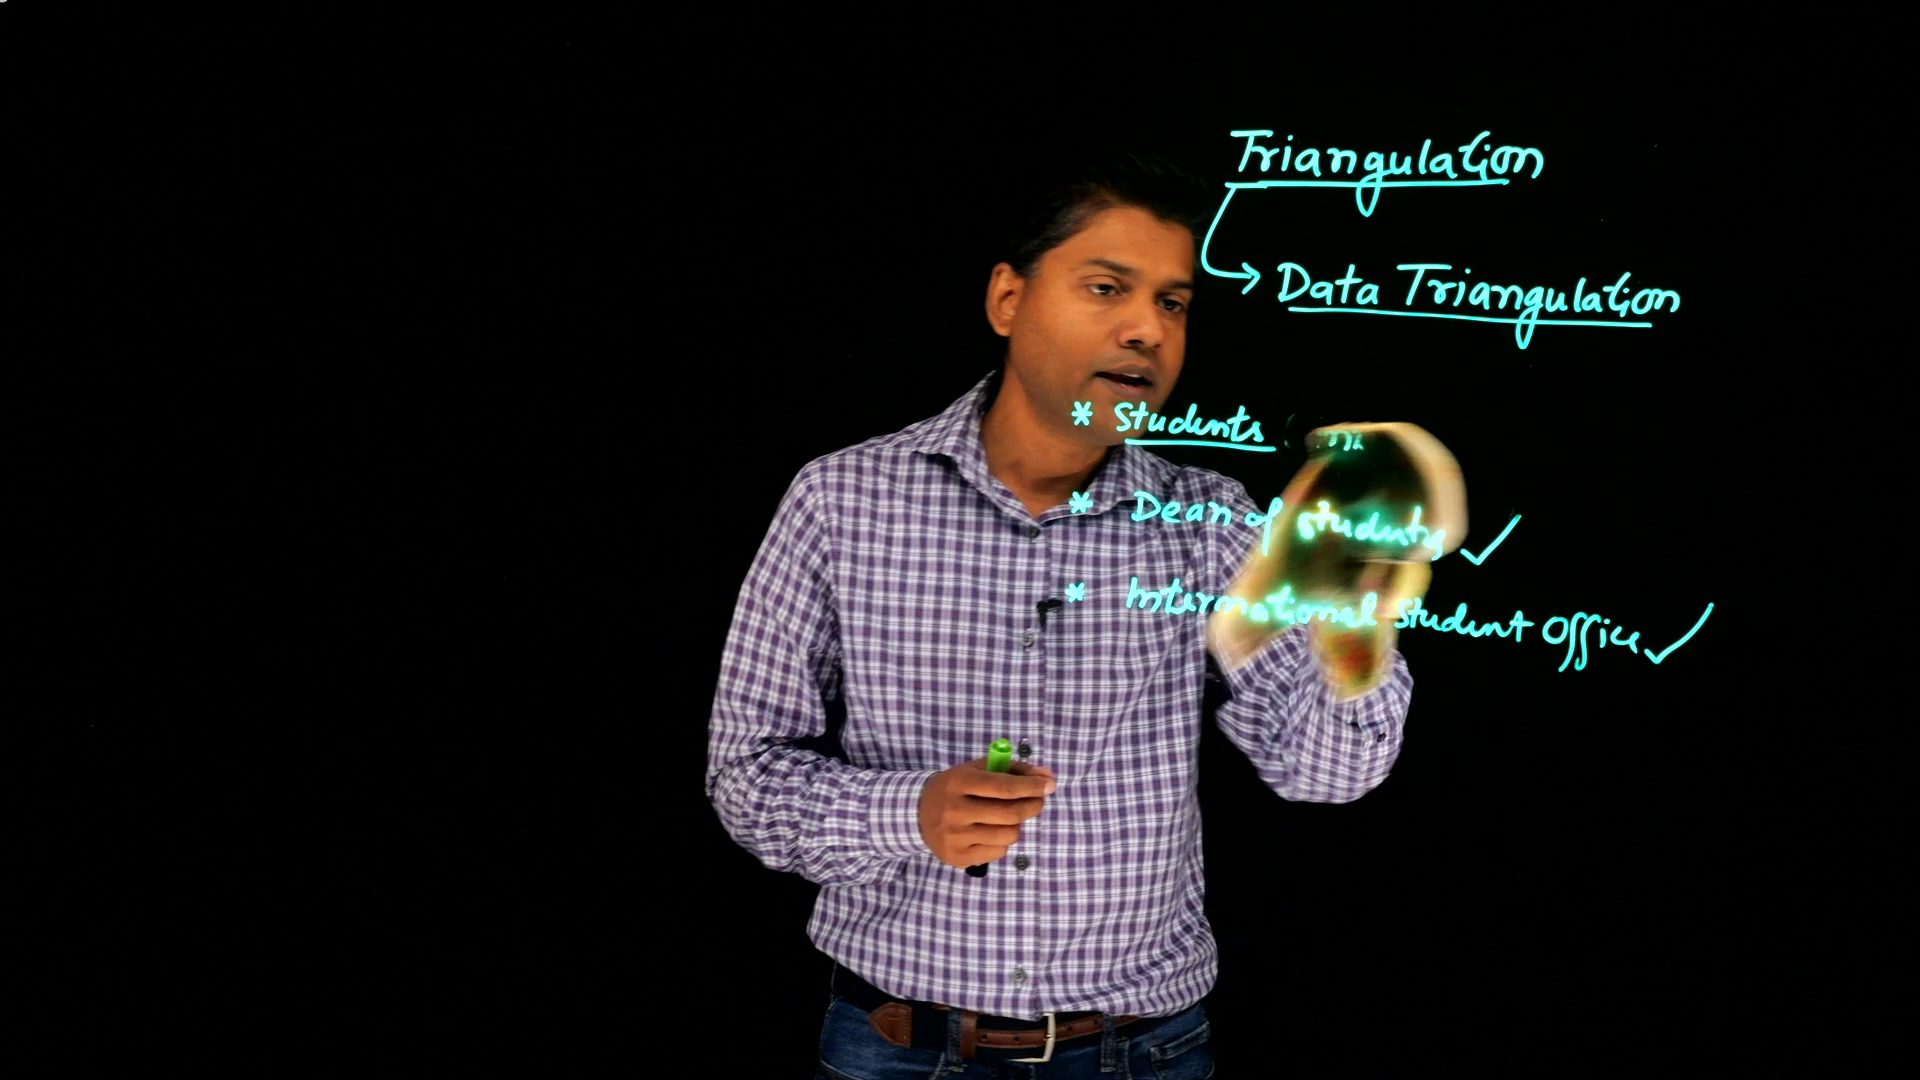 Triangulation
Data Triangulation
* Students
* Dean of students ✓
* International student office ✓